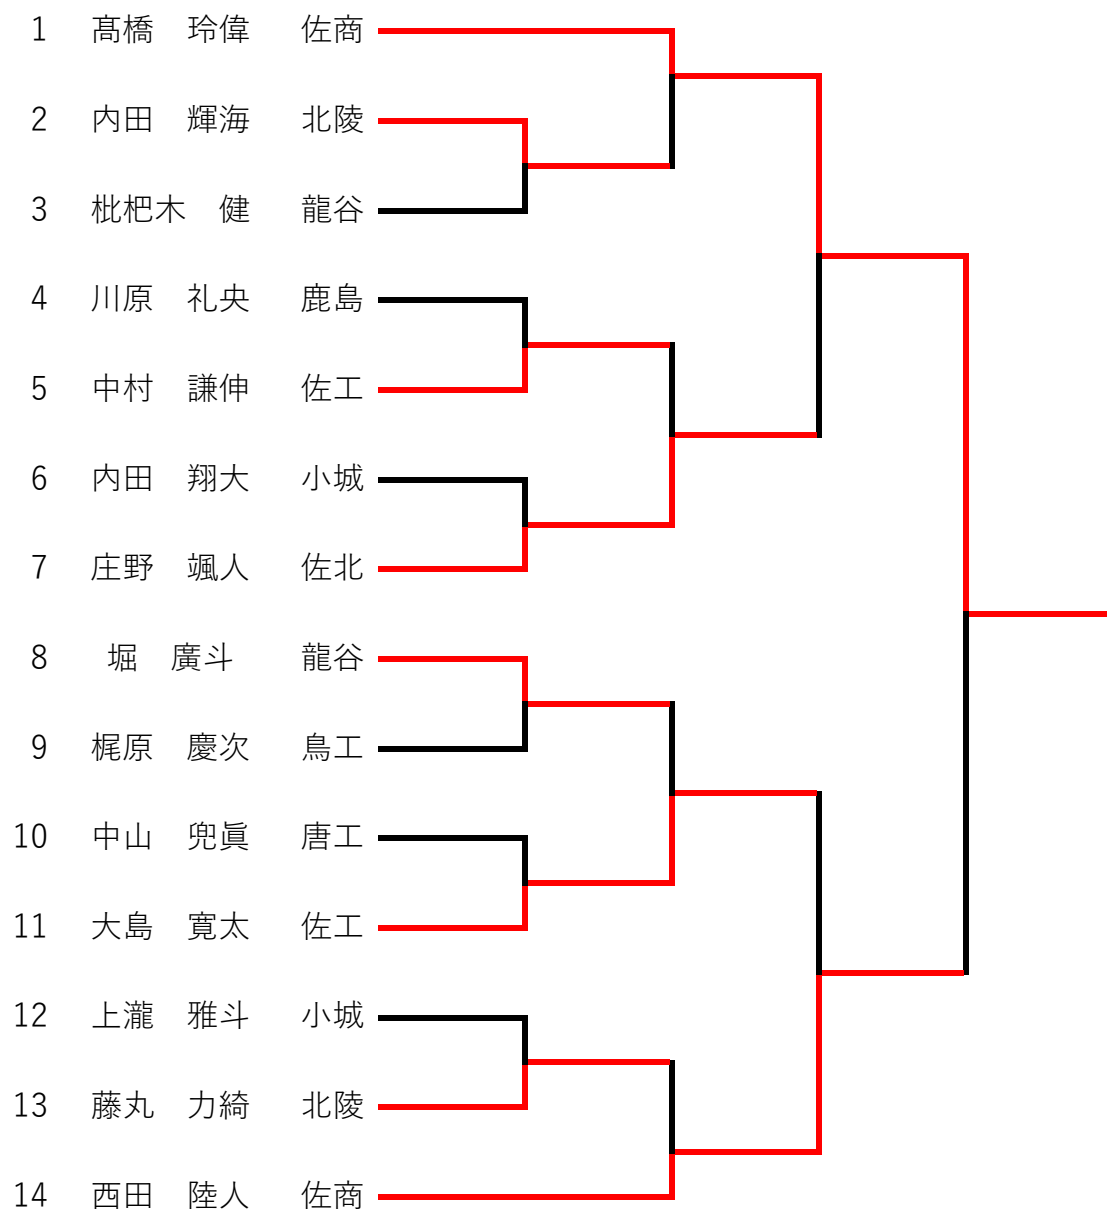 1 髙橋 玲偉 佐商
2 内田 輝海 北陵
3 枇杷木 健 龍谷
4 川原 礼央 鹿島
5 中村 謙伸 佐工
6 内田 翔大 小城
7 庄野 颯人 佐北
8 堀 廣斗 龍谷
9 梶原 慶次 鳥工
10 中山 兜眞 唐工
11 大島 寛太 佐工
12 上瀧 雅斗 小城
13 藤丸 力綺 北陵
14 西田 陸人 佐商